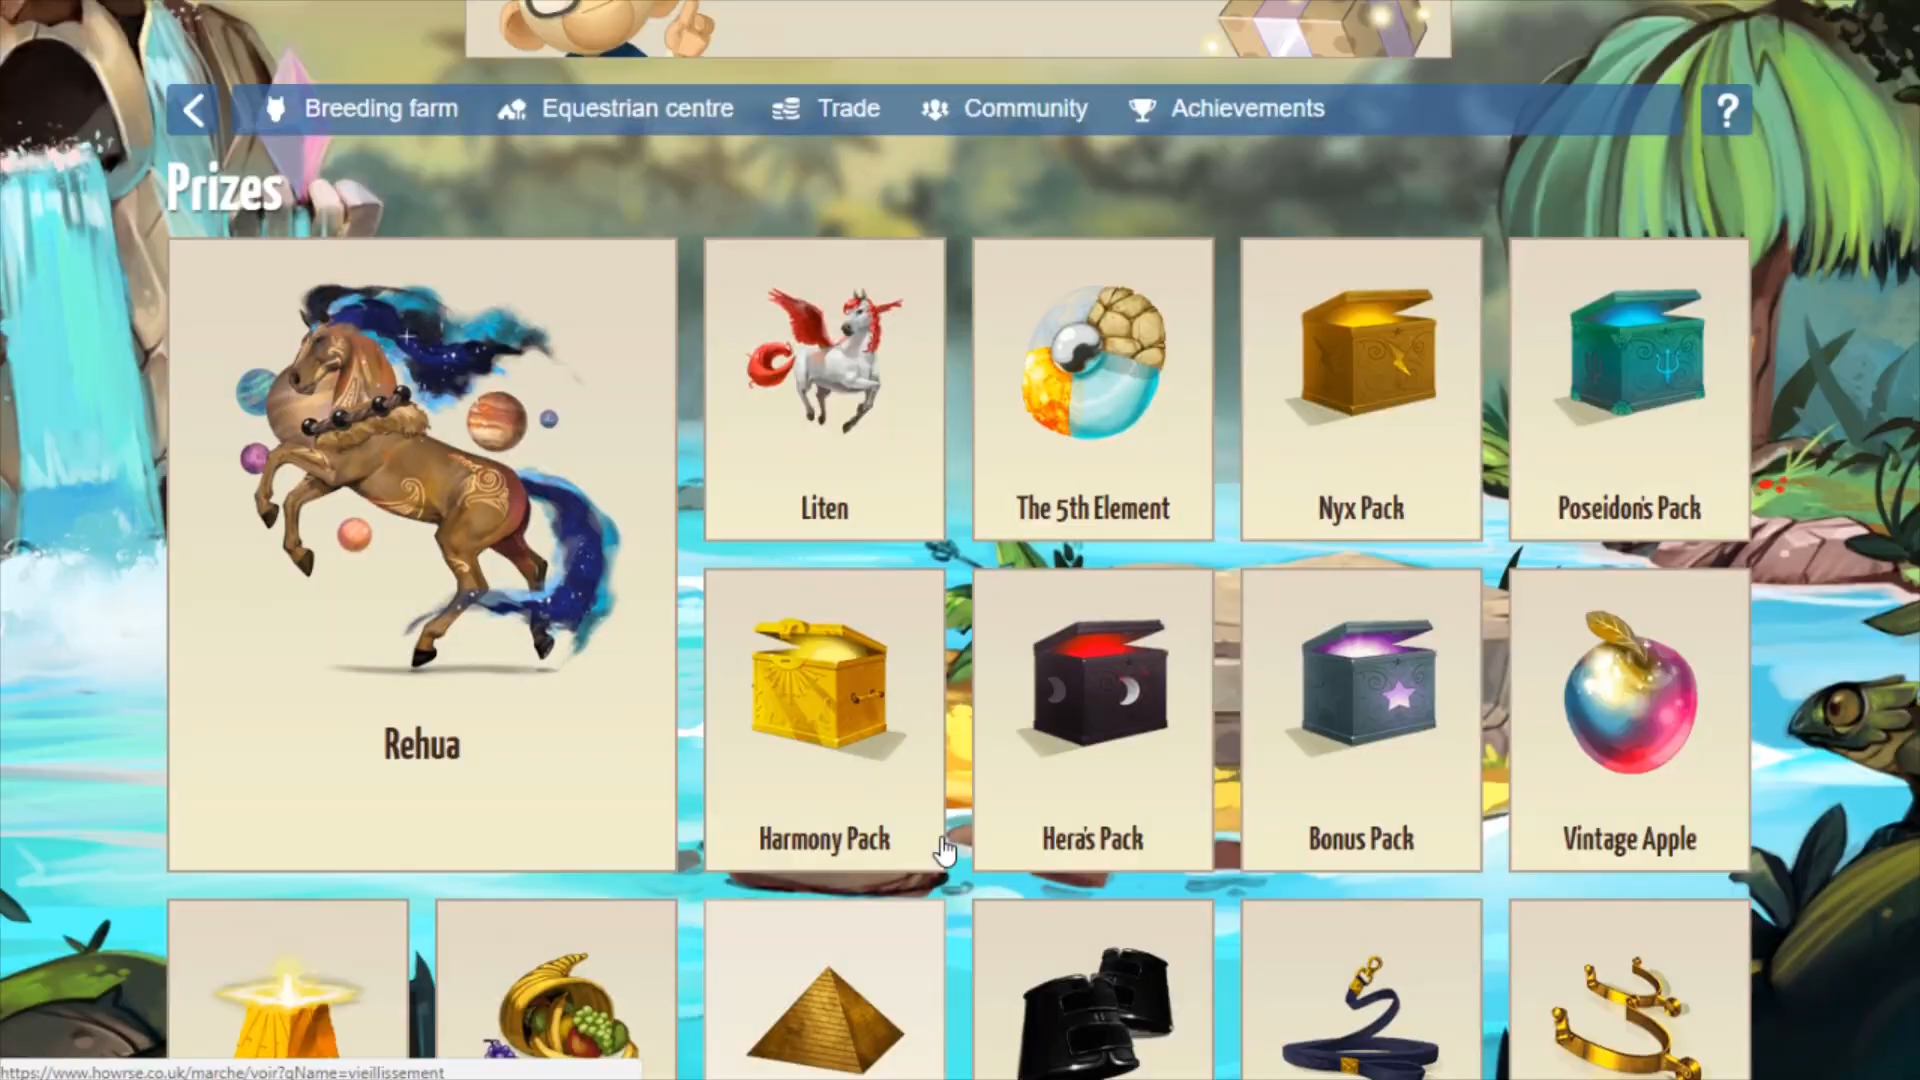 Breeding farm
Equestrian centre
Trade
Community
Achievements
?
Prizes
Liten
The 5th Element
Nyx Pack
Poseidon's Pack
Rehua
Harmony Pack
Hera's Pack
Bonus Pack
Vintage Apple
https://www.howrse.co.uk/marche/voir?qName=vieillissement